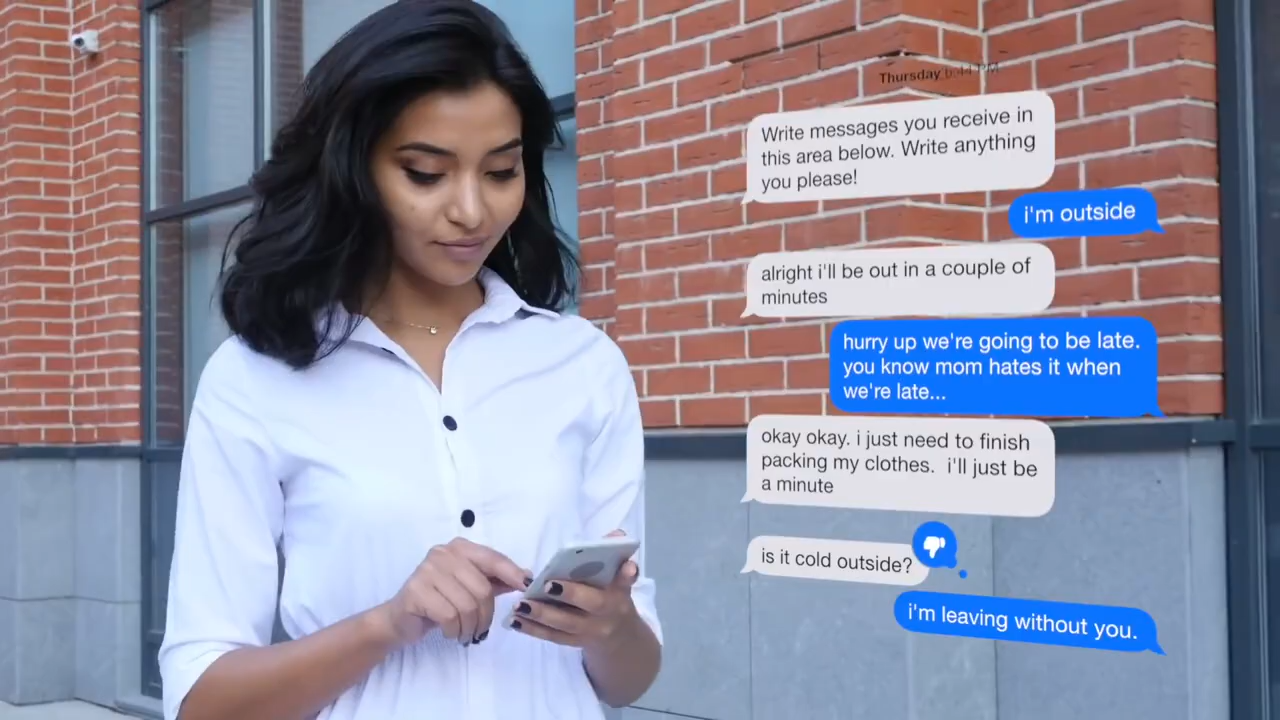 Thursday 6:44 PM
Write messages you receive in
this area below. Write anything
you please!
i'm outside
alright i'll be out in a couple of
minutes
hurry up we're going to be late.
you know mom hates it when
we're late...
okay okay. i just need to finish
packing my clothes.  i'll just be
a minute
is it cold outside?
i'm leaving without you.